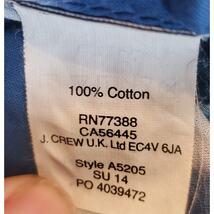 100% Cotton
RN77388
CA56445
J. CREW U.K. Ltd EC4V 6JA
Style A5205
SU 14
PO 4039472